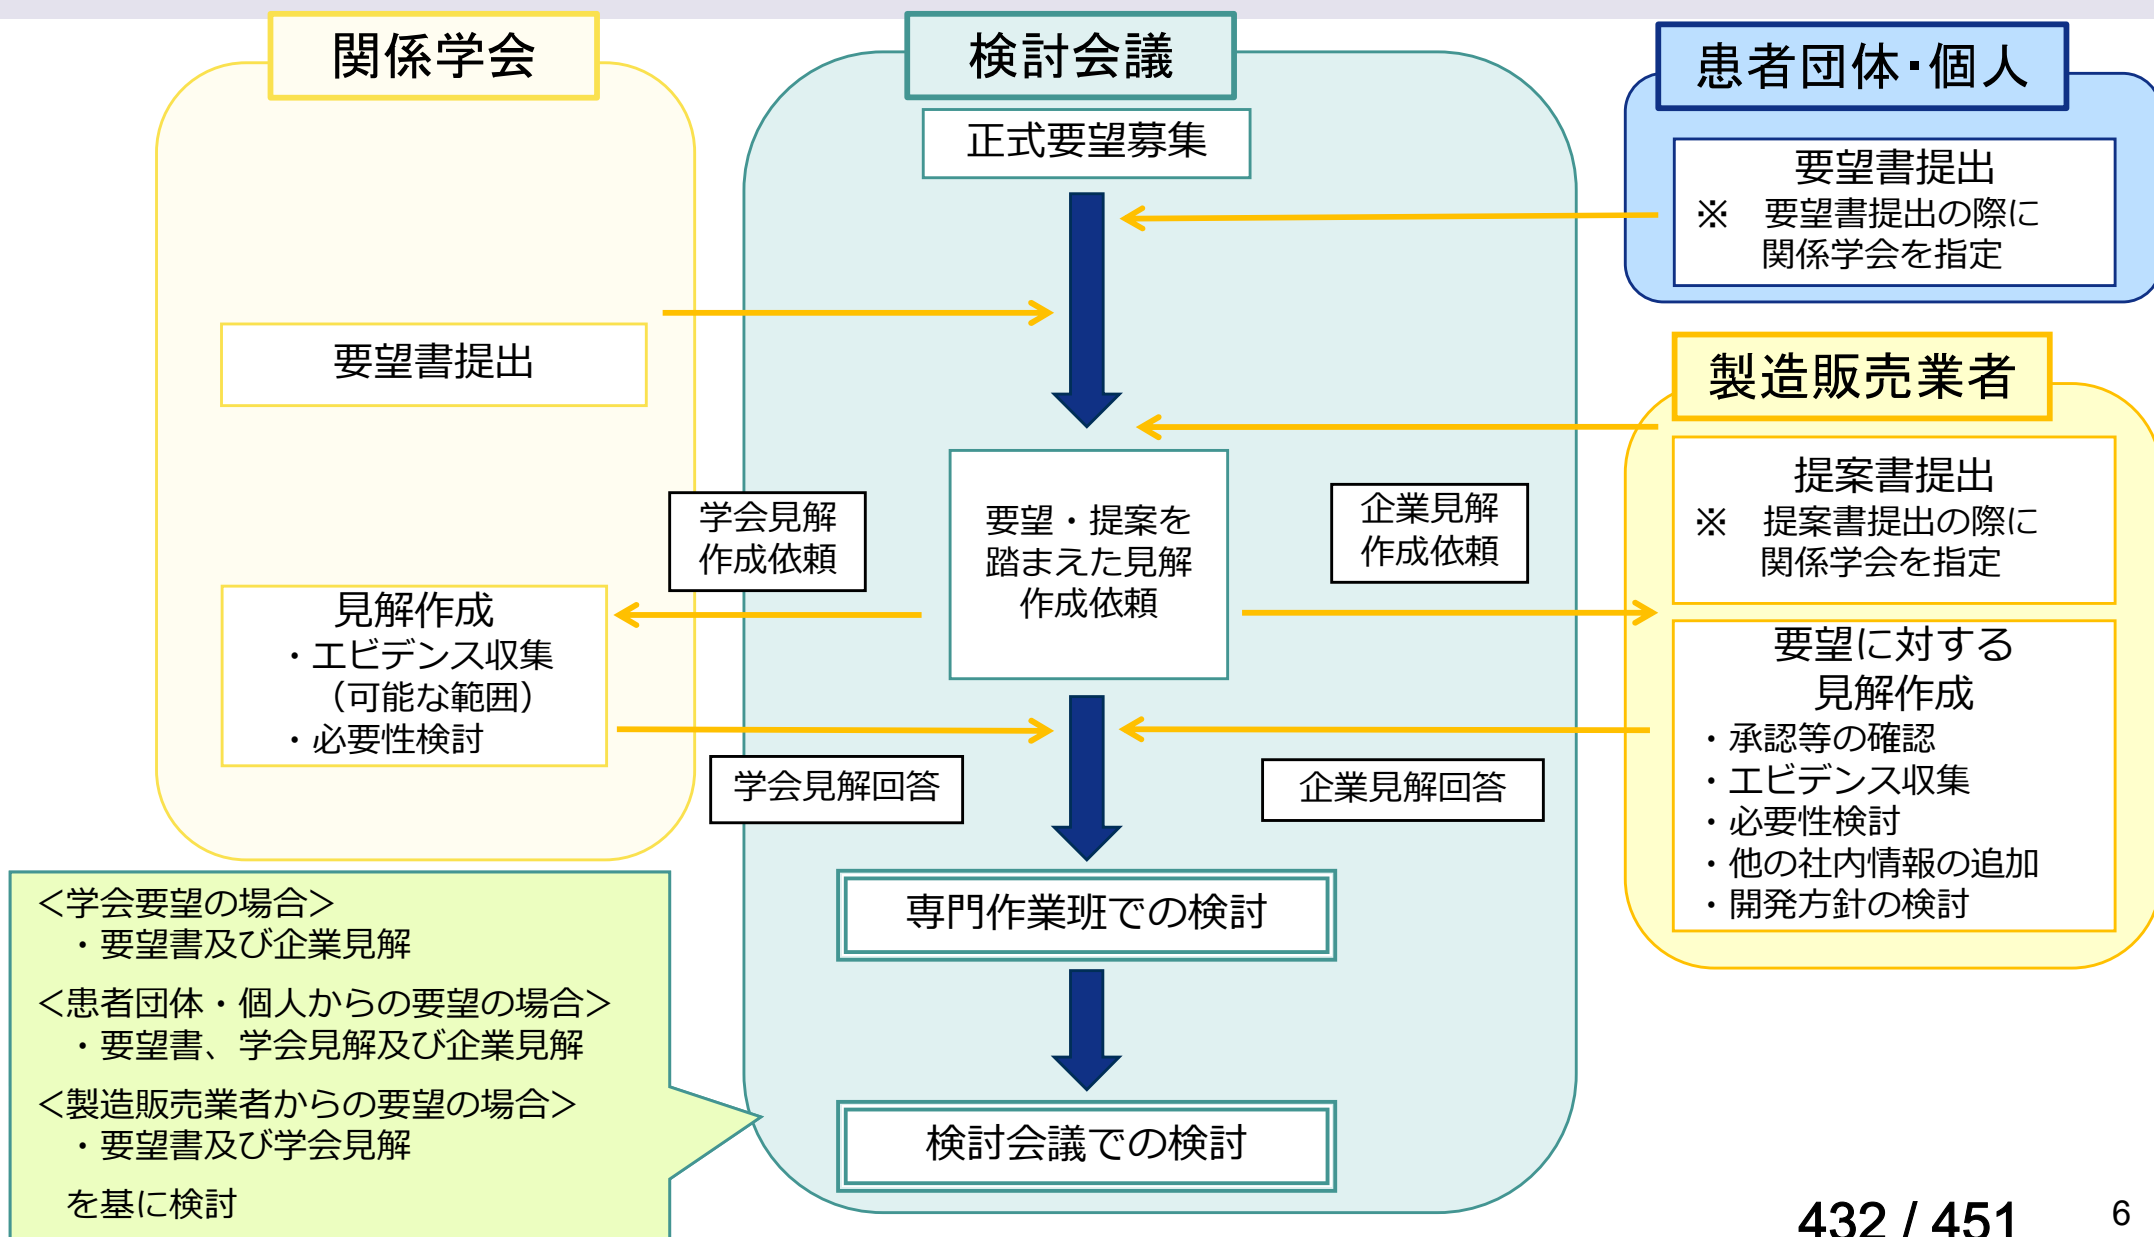 関係学会
検討会議
患者団体・個人
正式要望募集
要望書提出
※　要望書提出の際に
関係学会を指定
要望書提出
製造販売業者
提案書提出
※　提案書提出の際に
関係学会を指定
学会見解
作成依頼
要望・提案を
踏まえた見解
作成依頼
企業見解
作成依頼
見解作成
・エビデンス収集
（可能な範囲）
・必要性検討
要望に対する
見解作成
・承認等の確認
・エビデンス収集
・必要性検討
・他の社内情報の追加
・開発方針の検討
学会見解回答
企業見解回答
専門作業班での検討
検討会議での検討
＜学会要望の場合＞
・要望書及び企業見解
＜患者団体・個人からの要望の場合＞
・要望書、学会見解及び企業見解
＜製造販売業者からの要望の場合＞
・要望書及び学会見解
を基に検討
432 / 451
6